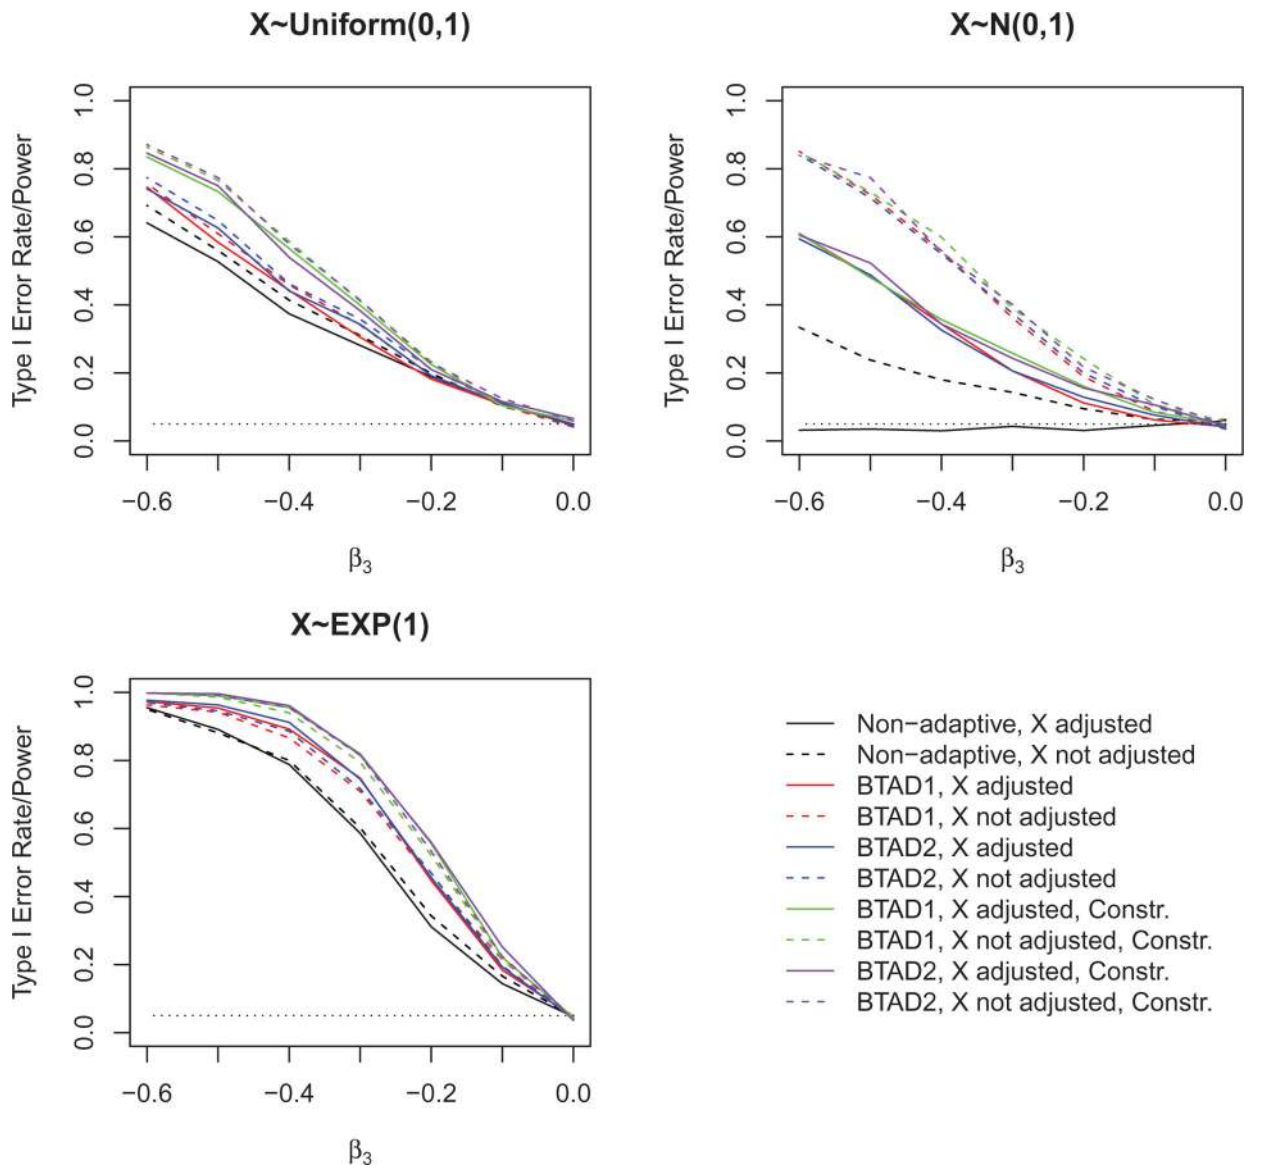 X~Uniform(0,1)
Type I Error Rate/Power
1.0
0.8
0.6
0.4
0.2
0.0
−0.6 −0.4 −0.2 0.0
β3
X~N(0,1)
Type I Error Rate/Power
1.0
0.8
0.6
0.4
0.2
0.0
−0.6 −0.4 −0.2 0.0
β3
X~EXP(1)
Type I Error Rate/Power
1.0
0.8
0.6
0.4
0.2
0.0
−0.6 −0.4 −0.2 0.0
β3
Non−adaptive, X adjusted
Non−adaptive, X not adjusted
BTAD1, X adjusted
BTAD1, X not adjusted
BTAD2, X adjusted
BTAD2, X not adjusted
BTAD1, X adjusted, Constr.
BTAD1, X not adjusted, Constr.
BTAD2, X adjusted, Constr.
BTAD2, X not adjusted, Constr.